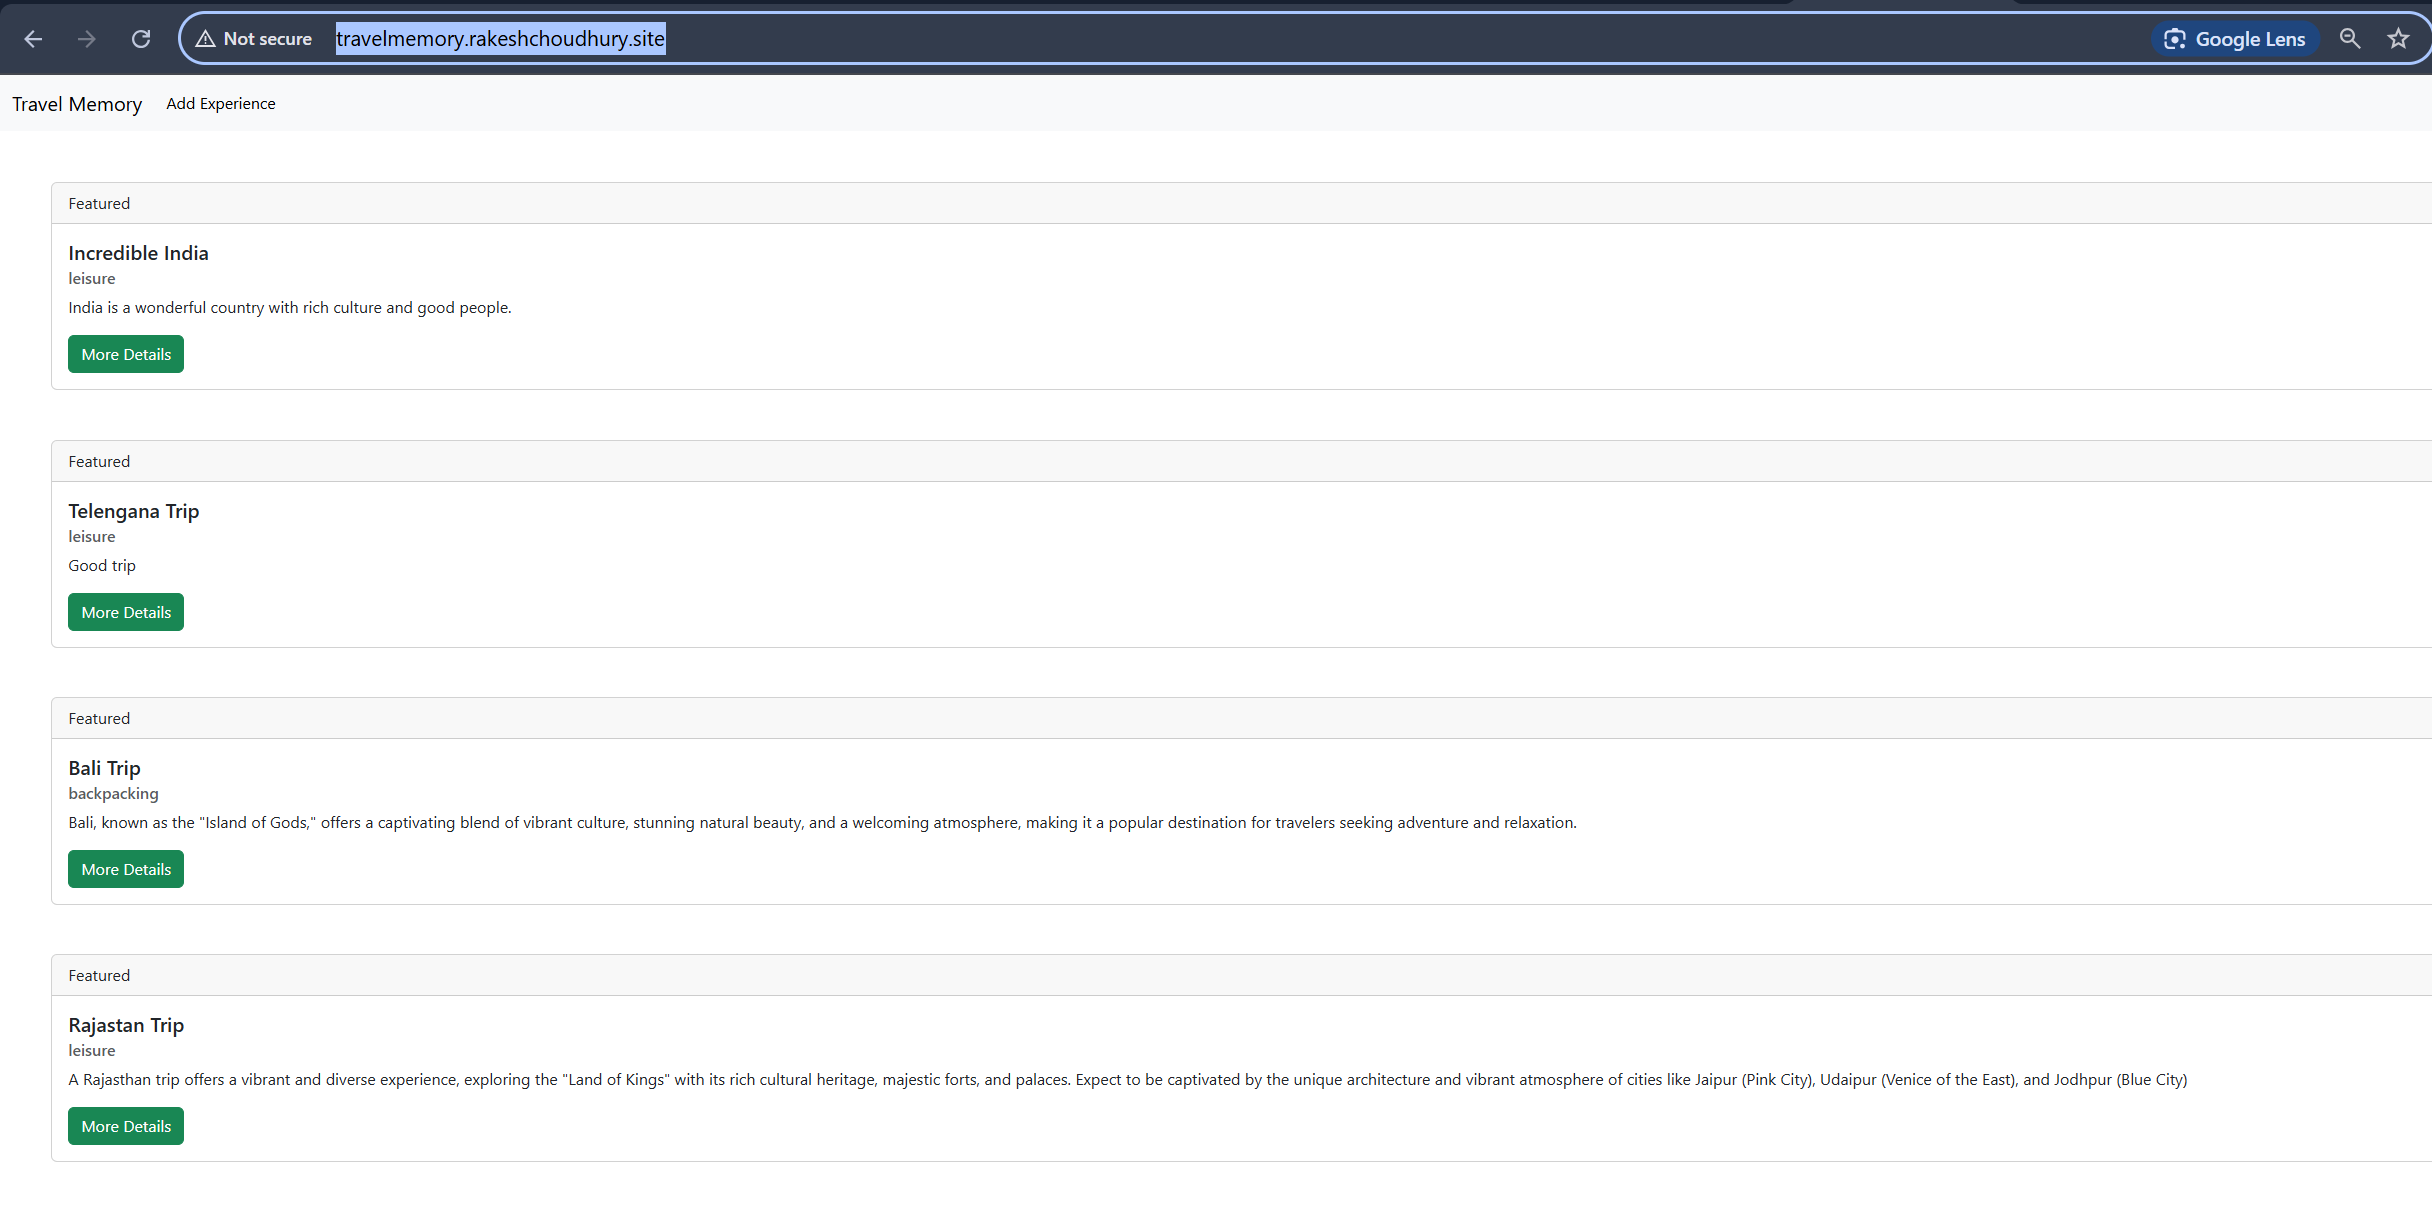 Not secure travelmemory.rakeshchoudhury.site Google Lens
Travel Memory Add Experience
Featured
Incredible India
leisure
India is a wonderful country with rich culture and good people.
More Details
Featured
Telengana Trip
leisure
Good trip
More Details
Featured
Bali Trip
backpacking
Bali, known as the "Island of Gods," offers a captivating blend of vibrant culture, stunning natural beauty, and a welcoming atmosphere, making it a popular destination for travelers seeking adventure and relaxation.
More Details
Featured
Rajastan Trip
leisure
A Rajasthan trip offers a vibrant and diverse experience, exploring the "Land of Kings" with its rich cultural heritage, majestic forts, and palaces. Expect to be captivated by the unique architecture and vibrant atmosphere of cities like Jaipur (Pink City), Udaipur (Venice of the East), and Jodhpur (Blue City)
More Details